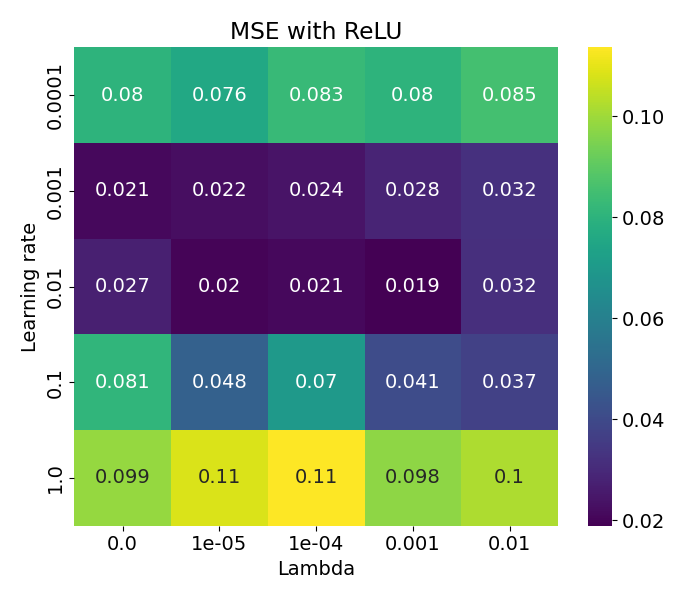 MSE with ReLU
Learning rate
0.0001
0.08 0.076 0.083 0.08 0.085
0.001
0.021 0.022 0.024 0.028 0.032
0.01
0.027 0.02 0.021 0.019 0.032
0.1
0.081 0.048 0.07 0.041 0.037
1.0
0.099 0.11 0.11 0.098 0.1
0.0 1e-05 1e-04 0.001 0.01
Lambda
0.10
0.08
0.06
0.04
0.02